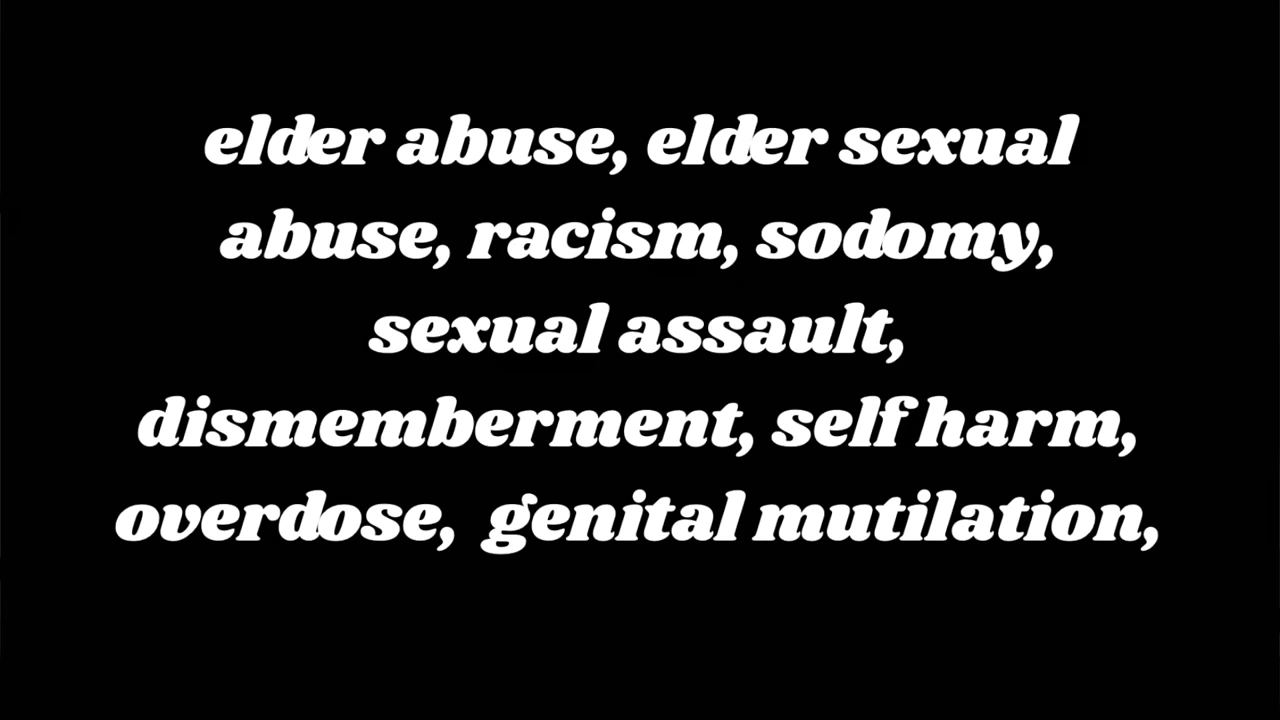 elder abuse, elder sexual
abuse, racism, sodomy,
sexual assault,
dismemberment, self harm,
overdose,  genital mutilation,